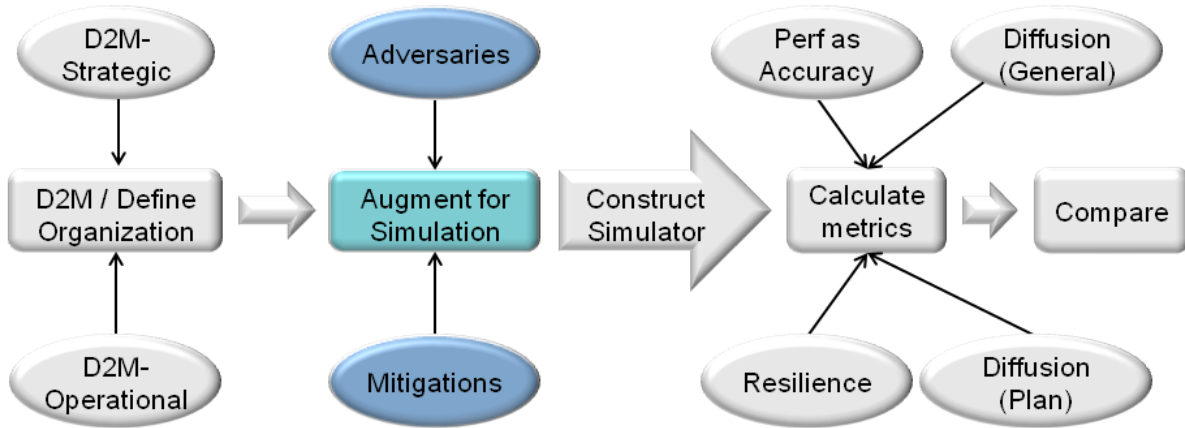 D2M-
Strategic
Adversaries
Perf as
Accuracy
Diffusion
(General)
D2M / Define
Organization
Augment for
Simulation
Construct
Simulator
Calculate
metrics
Compare
D2M-
Operational
Mitigations
Resilience
Diffusion
(Plan)